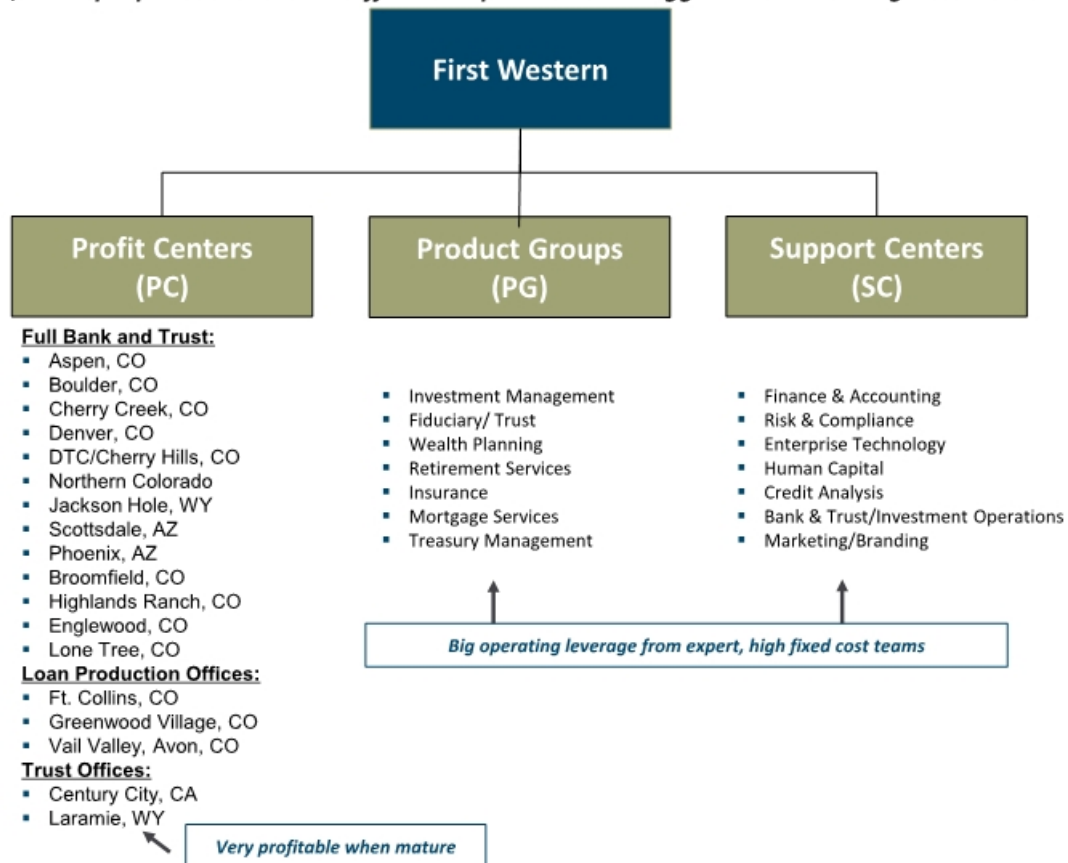 First Western
Profit Centers
(PC)
Full Bank and Trust:
Aspen, CO
Boulder, CO
Cherry Creek, CO
Denver, CO
DTC/Cherry Hills, CO
Northern Colorado
Jackson Hole, WY
Scottsdale, AZ
Phoenix, AZ
Broomfield, CO
Highlands Ranch, CO
Englewood, CO
Lone Tree, CO
Loan Production Offices:
Ft. Collins, CO
Greenwood Village, CO
Vail Valley, Avon, CO
Trust Offices:
Century City, CA
Laramie, WY
Very profitable when mature
Product Groups
(PG)
Investment Management
Fiduciary/ Trust
Wealth Planning
Retirement Services
Insurance
Mortgage Services
Treasury Management
Support Centers
(SC)
Finance & Accounting
Risk & Compliance
Enterprise Technology
Human Capital
Credit Analysis
Bank & Trust/Investment Operations
Marketing/Branding
Big operating leverage from expert, high fixed cost teams